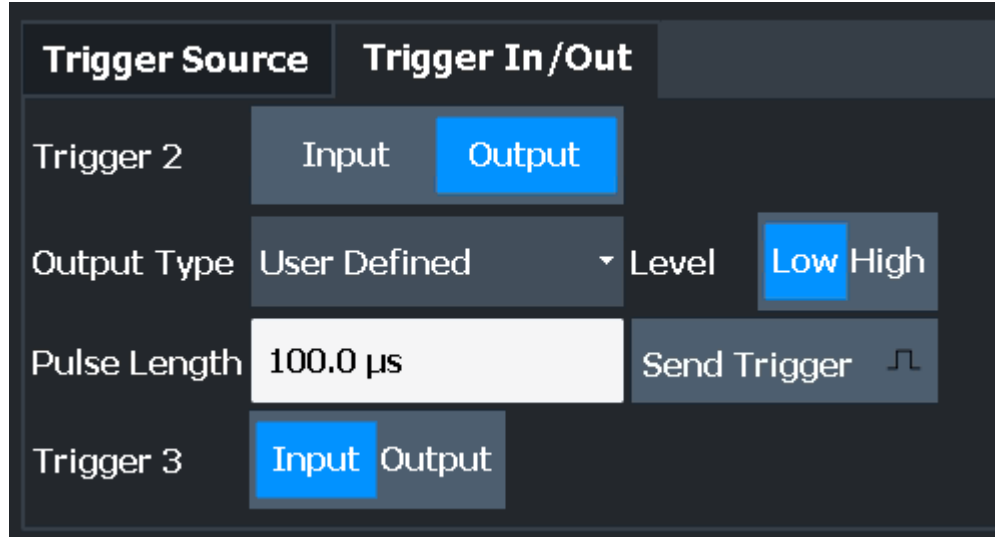 Trigger Source Trigger In/Out
Trigger 2 Input Output
Output Type User Defined Level Low High
Pulse Length 100.0 µs Send Trigger
Trigger 3 Input Output